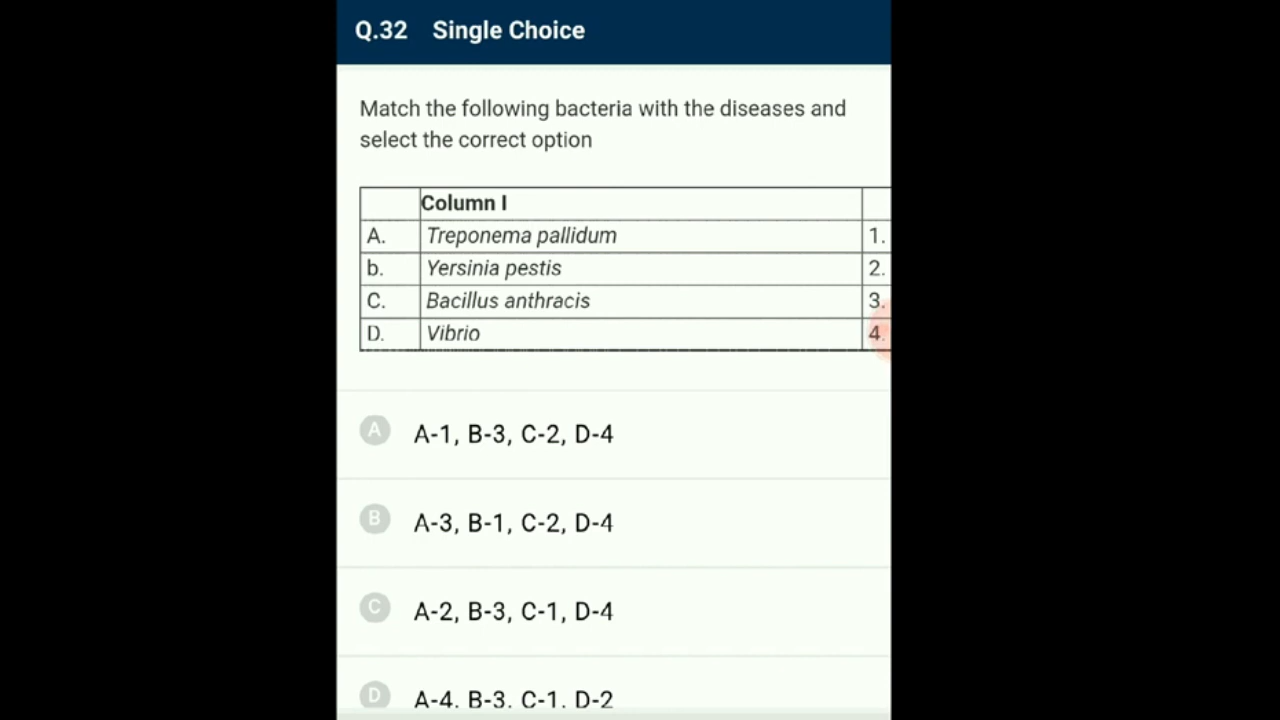 Q.32 Single Choice
Match the following bacteria with the diseases and
select the correct option
Column I
A. Treponema pallidum 1.
b. Yersinia pestis 2.
C. Bacillus anthracis 3.
D. Vibrio 4.
A A-1, B-3, C-2, D-4
B A-3, B-1, C-2, D-4
C A-2, B-3, C-1, D-4
D A-4, B-3, C-1, D-2